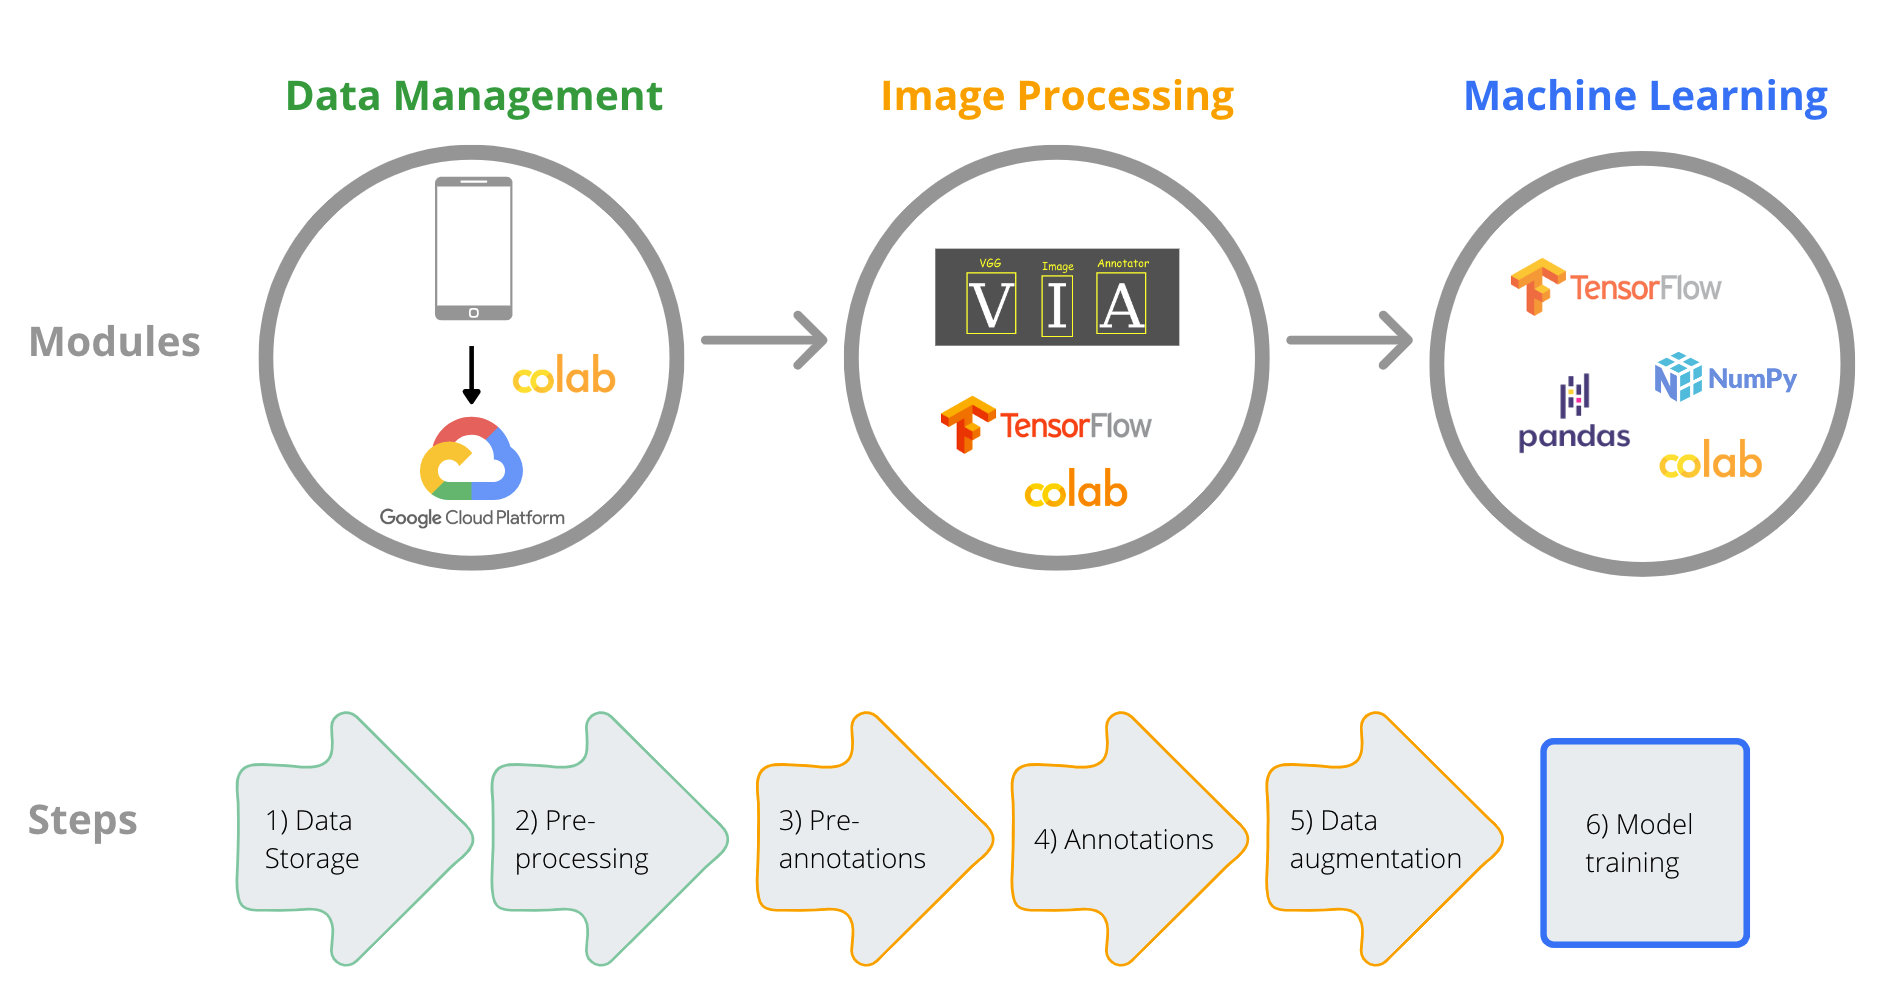 Data Management
Image Processing
Machine Learning
Modules
colab
Google Cloud Platform
VGG Image Annotator
V I A
TensorFlow
colab
TensorFlow
NumPy
pandas
colab
Steps
1) Data
Storage
2) Pre-
processing
3) Pre-
annotations
4) Annotations
5) Data
augmentation
6) Model
training